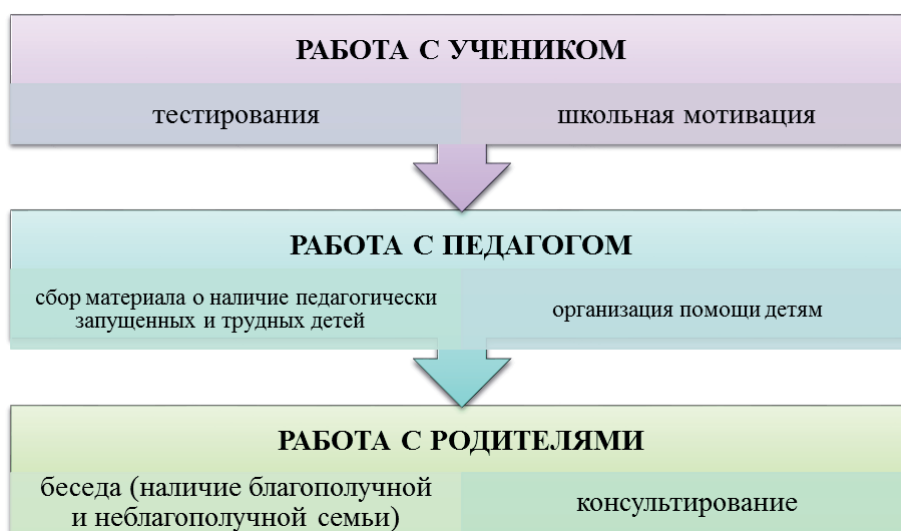 РАБОТА С УЧЕНИКОМ
тестирования
школьная мотивация
РАБОТА С ПЕДАГОГОМ
сбор материала о наличие педагогически
запущенных и трудных детей
организация помощи детям
РАБОТА С РОДИТЕЛЯМИ
беседа (наличие благополучной
и неблагополучной семьи)
консультирование